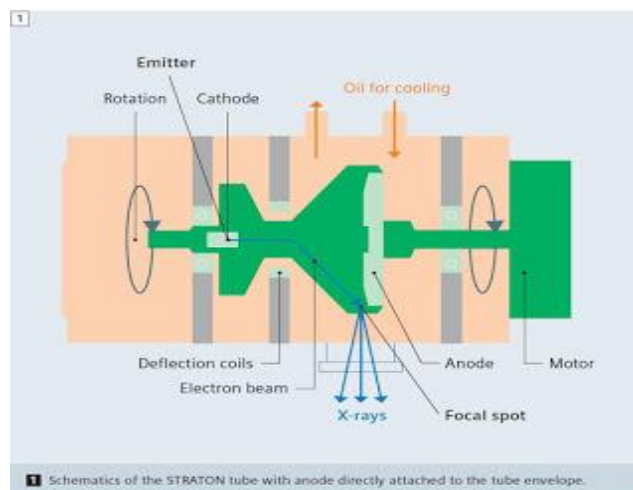 1
Emitter
Rotation
Cathode
Oil for cooling
Deflection coils
Anode
Motor
Electron beam
X-rays
Focal spot
1 Schematics of the STRATON tube with anode directly attached to the tube envelope.